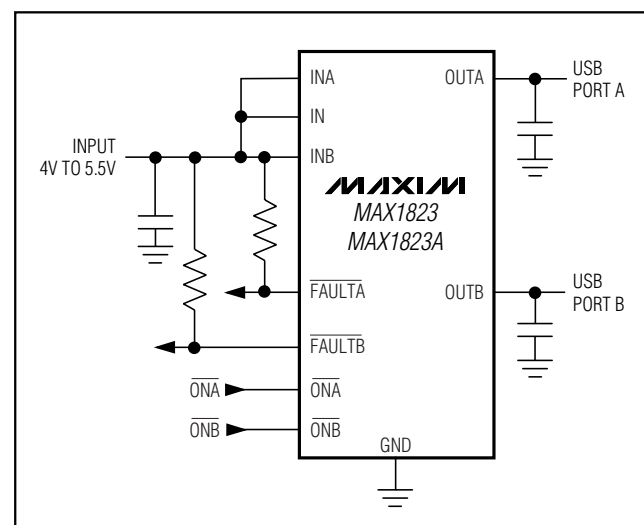 INA
OUTA
USB
PORT A
IN
INPUT
4V TO 5.5V
INB
MAXIM
MAX1823
MAX1823A
FAULTA
OUTB
USB
PORT B
FAULTB
ONA
ONA
ONB
ONB
GND